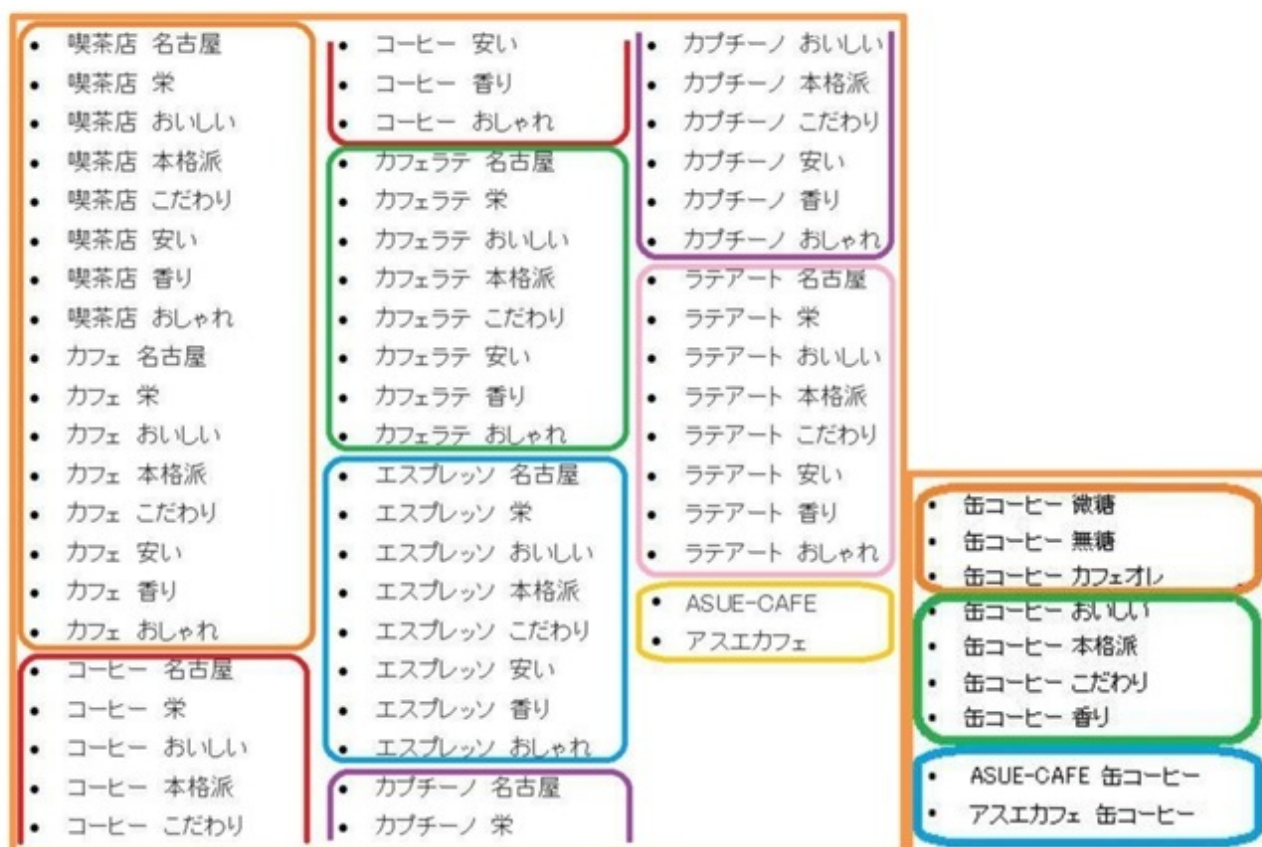 喫茶店 名古屋
喫茶店 栄
喫茶店 おいしい
喫茶店 本格派
喫茶店 こだわり
喫茶店 安い
喫茶店 香り
喫茶店 おしゃれ
カフェ 名古屋
カフェ 栄
カフェ おいしい
カフェ 本格派
カフェ こだわり
カフェ 安い
カフェ 香り
カフェ おしゃれ
コーヒー 名古屋
コーヒー 栄
コーヒー おいしい
コーヒー 本格派
コーヒー こだわり
コーヒー 安い
コーヒー 香り
コーヒー おしゃれ
カフェラテ 名古屋
カフェラテ 栄
カフェラテ おいしい
カフェラテ 本格派
カフェラテ こだわり
カフェラテ 安い
カフェラテ 香り
カフェラテ おしゃれ
エスプレッソ 名古屋
エスプレッソ 栄
エスプレッソ おいしい
エスプレッソ 本格派
エスプレッソ こだわり
エスプレッソ 安い
エスプレッソ 香り
エスプレッソ おしゃれ
カプチーノ 名古屋
カプチーノ 栄
カプチーノ おいしい
カプチーノ 本格派
カプチーノ こだわり
カプチーノ 安い
カプチーノ 香り
カプチーノ おしゃれ
ラテアート 名古屋
ラテアート 栄
ラテアート おいしい
ラテアート 本格派
ラテアート こだわり
ラテアート 安い
ラテアート 香り
ラテアート おしゃれ
ASUE-CAFE
アスエカフェ
缶コーヒー 微糖
缶コーヒー 無糖
缶コーヒー カフェオレ
缶コーヒー おいしい
缶コーヒー 本格派
缶コーヒー こだわり
缶コーヒー 香り
ASUE-CAFE 缶コーヒー
アスエカフェ 缶コーヒー